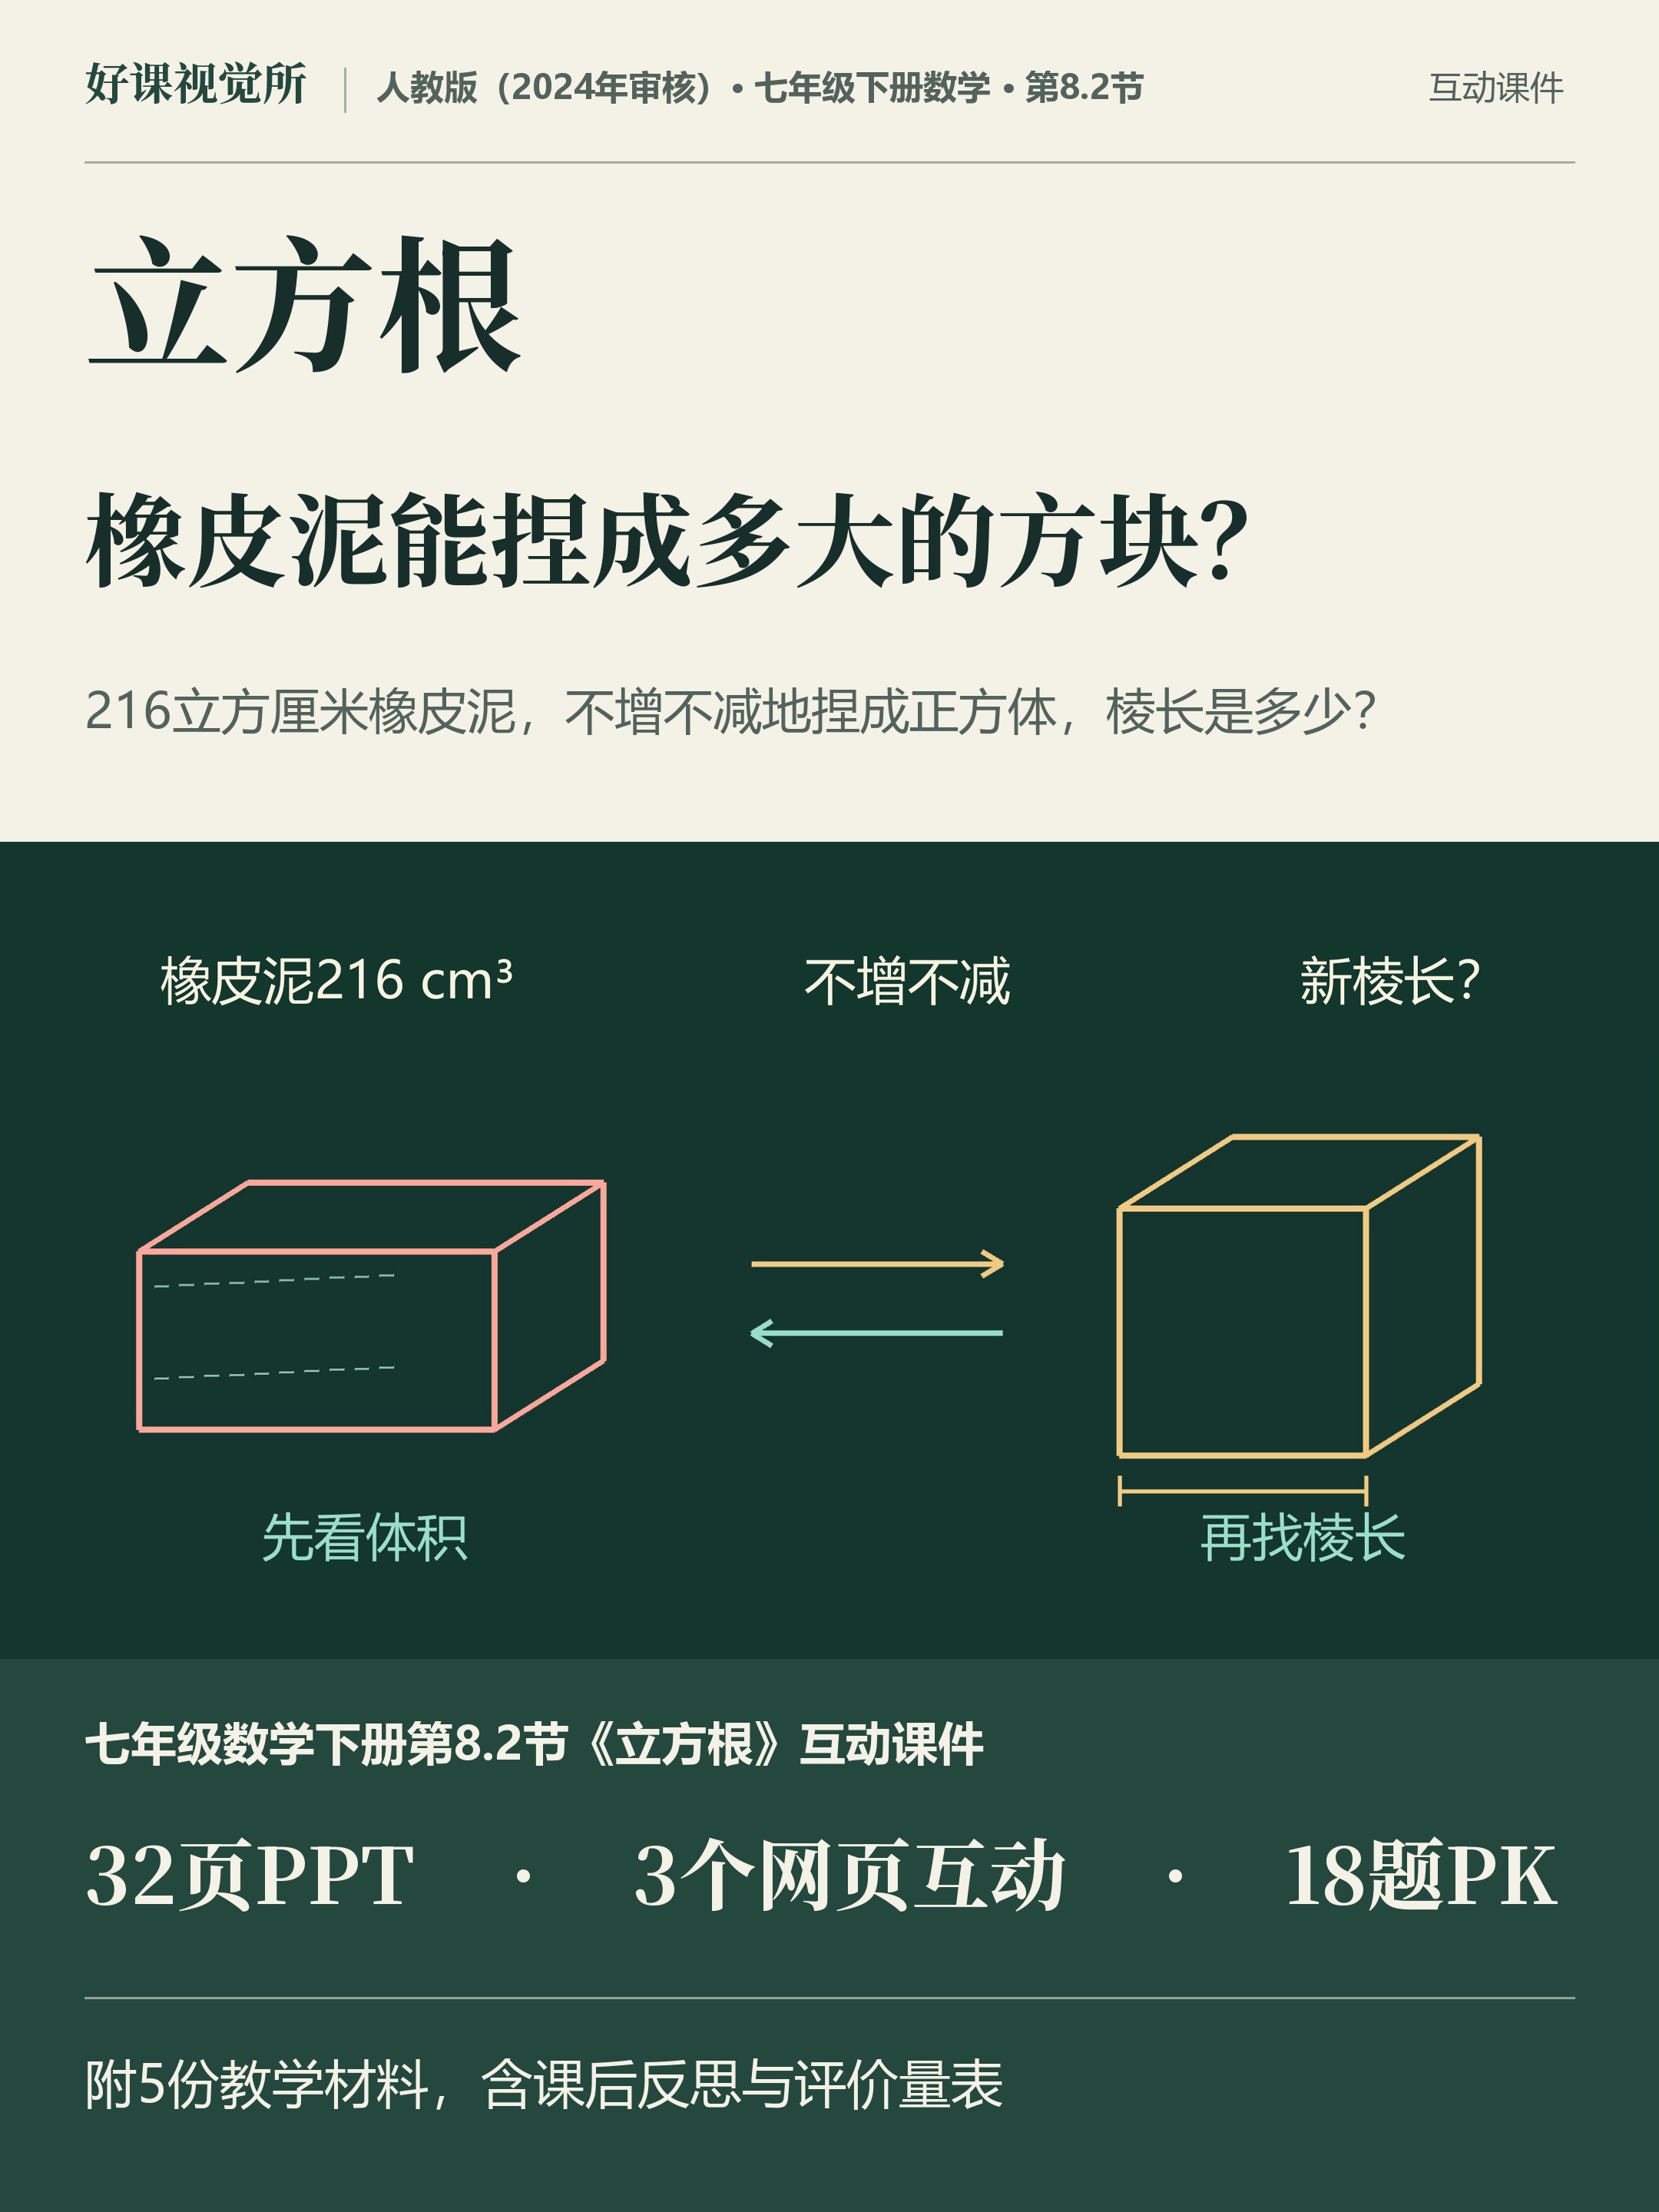 好课视觉所 人教版（2024年审核）• 七年级下册数学 • 第8.2节 互动课件
立方根
橡皮泥能捏成多大的方块？
216立方厘米橡皮泥，不增不减地捏成正方体，棱长是多少？
橡皮泥216 cm³ 不增不减 新棱长？
先看体积 再找棱长
七年级数学下册第8.2节《立方根》互动课件
32页PPT · 3个网页互动 · 18题PK
附5份教学材料，含课后反思与评价量表